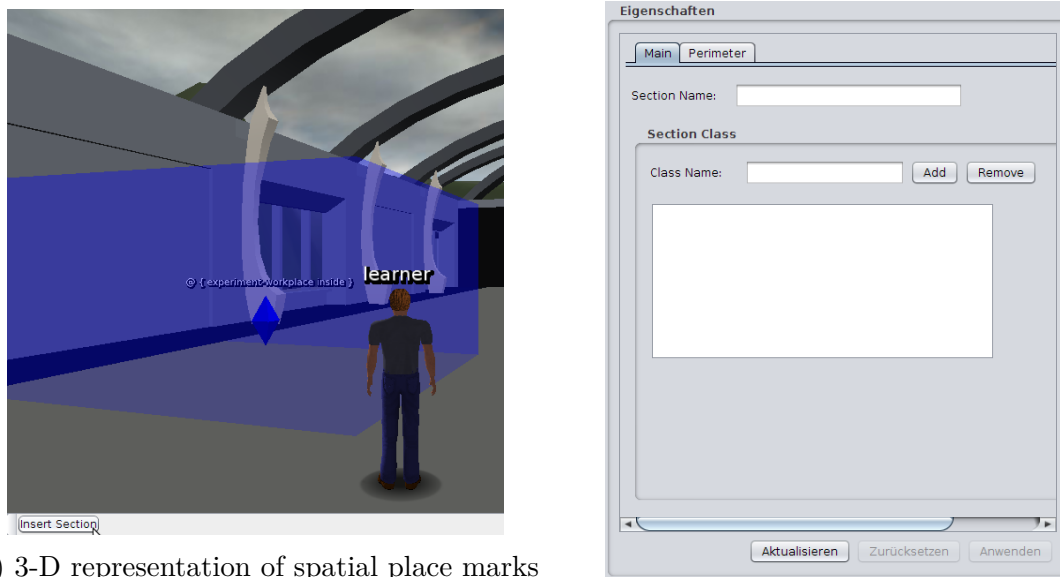 @ { experiment-workplace inside }
learner
Insert Section
) 3-D representation of spatial place marks
Eigenschaften
Main Perimeter
Section Name:
Section Class
Class Name: Add Remove
Aktualisieren Zurücksetzen Anwenden